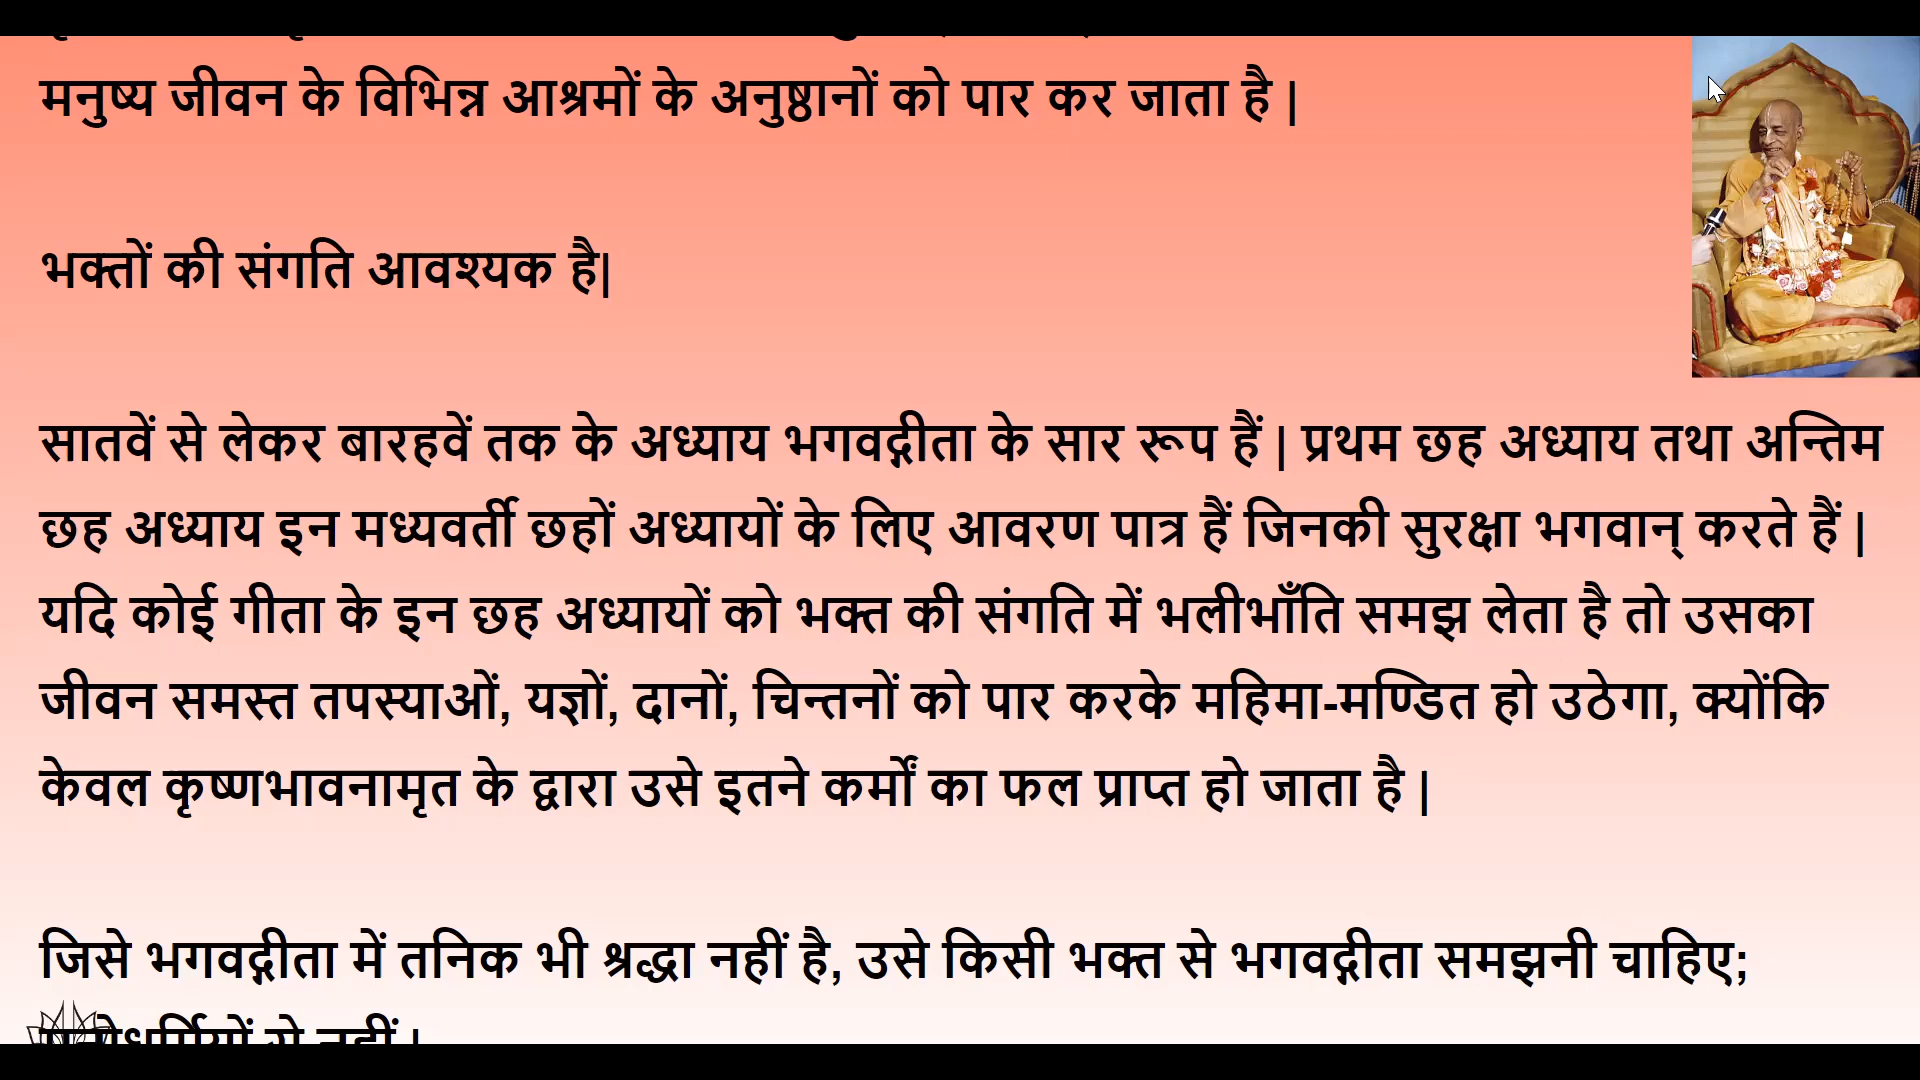 मनुष्य जीवन के विभिन्न आश्रमों के अनुष्ठानों को पार कर जाता है |
भक्तों की संगति आवश्यक है|
सातवें से लेकर बारहवें तक के अध्याय भगवद्गीता के सार रूप हैं | प्रथम छह अध्याय तथा अन्तिम
छह अध्याय इन मध्यवर्ती छहों अध्यायों के लिए आवरण पात्र हैं जिनकी सुरक्षा भगवान् करते हैं |
यदि कोई गीता के इन छह अध्यायों को भक्त की संगति में भलीभाँति समझ लेता है तो उसका
जीवन समस्त तपस्याओं, यज्ञों, दानों, चिन्तनों को पार करके महिमा-मण्डित हो उठेगा, क्योंकि
केवल कृष्णभावनामृत के द्वारा उसे इतने कर्मों का फल प्राप्त हो जाता है |
जिसे भगवद्गीता में तनिक भी श्रद्धा नहीं है, उसे किसी भक्त से भगवद्गीता समझनी चाहिए;
नहीं |